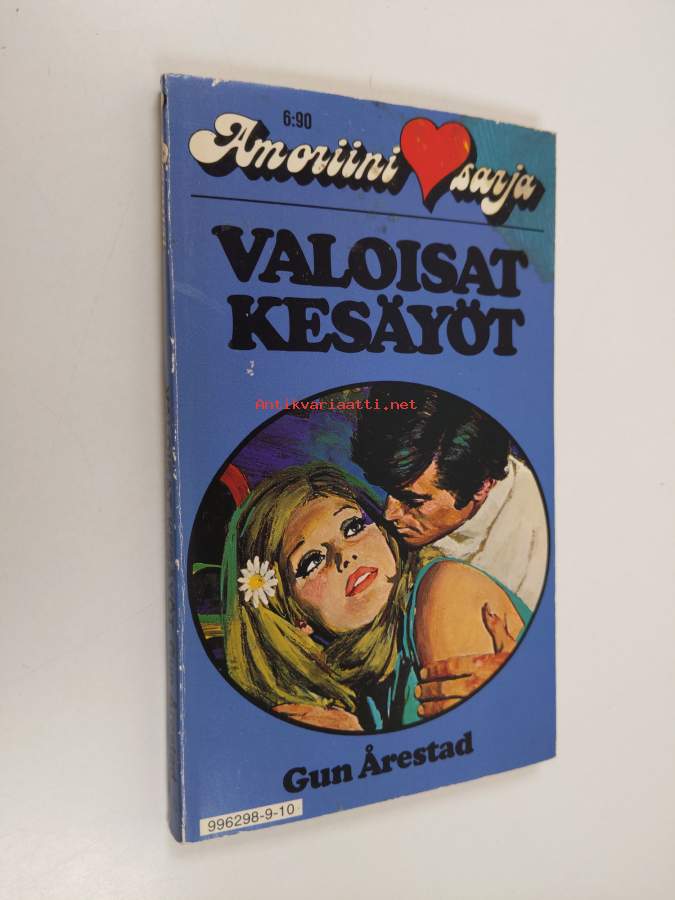 6:90
Amoriini sarja
VALOISAT
KESÄYÖT
Antikvariaatti.net
Gun Årestad
996298-9-10